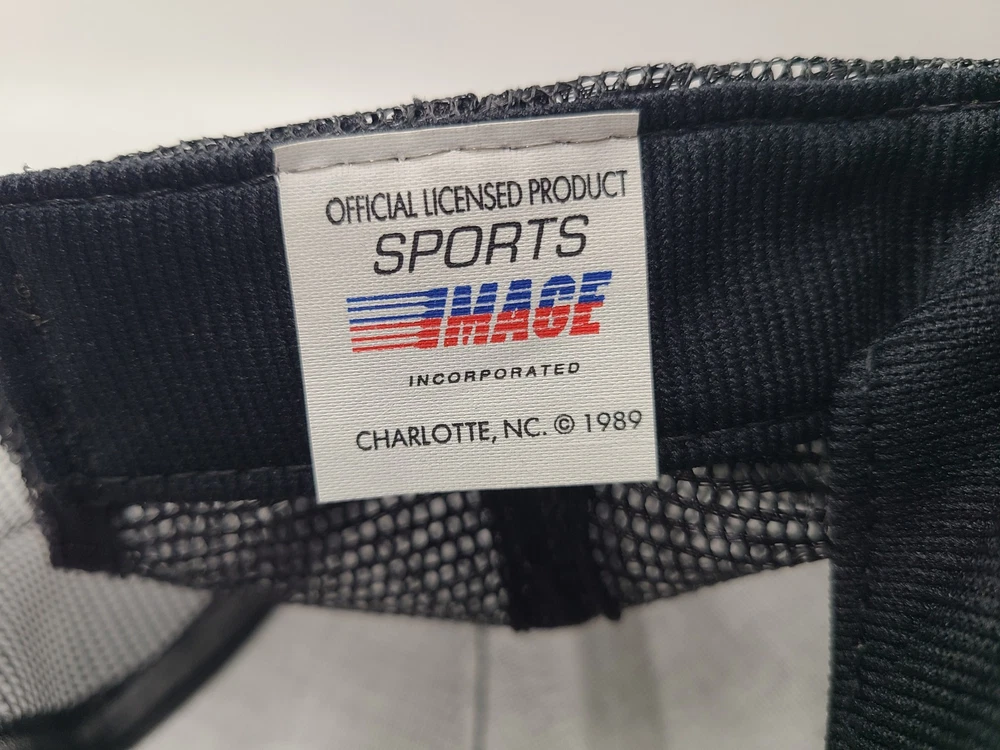 OFFICIAL LICENSED PRODUCT
SPORTS
IMAGE
INCORPORATED
CHARLOTTE, NC. © 1989